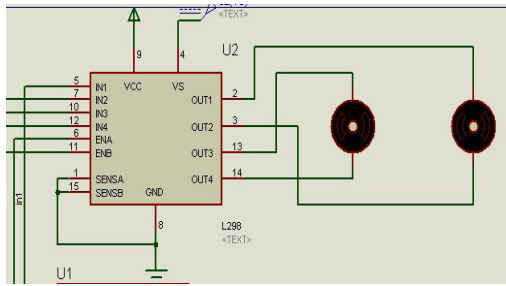 <TEXT>
9
4
U2
5
IN1
VCC
VS
7
IN2
OUT1
2
10
IN3
12
IN4
OUT2
3
6
ENA
11
ENB
OUT3
13
1
SENSA
OUT4
14
15
SENSB
GND
in1
8
L298
<TEXT>
U1